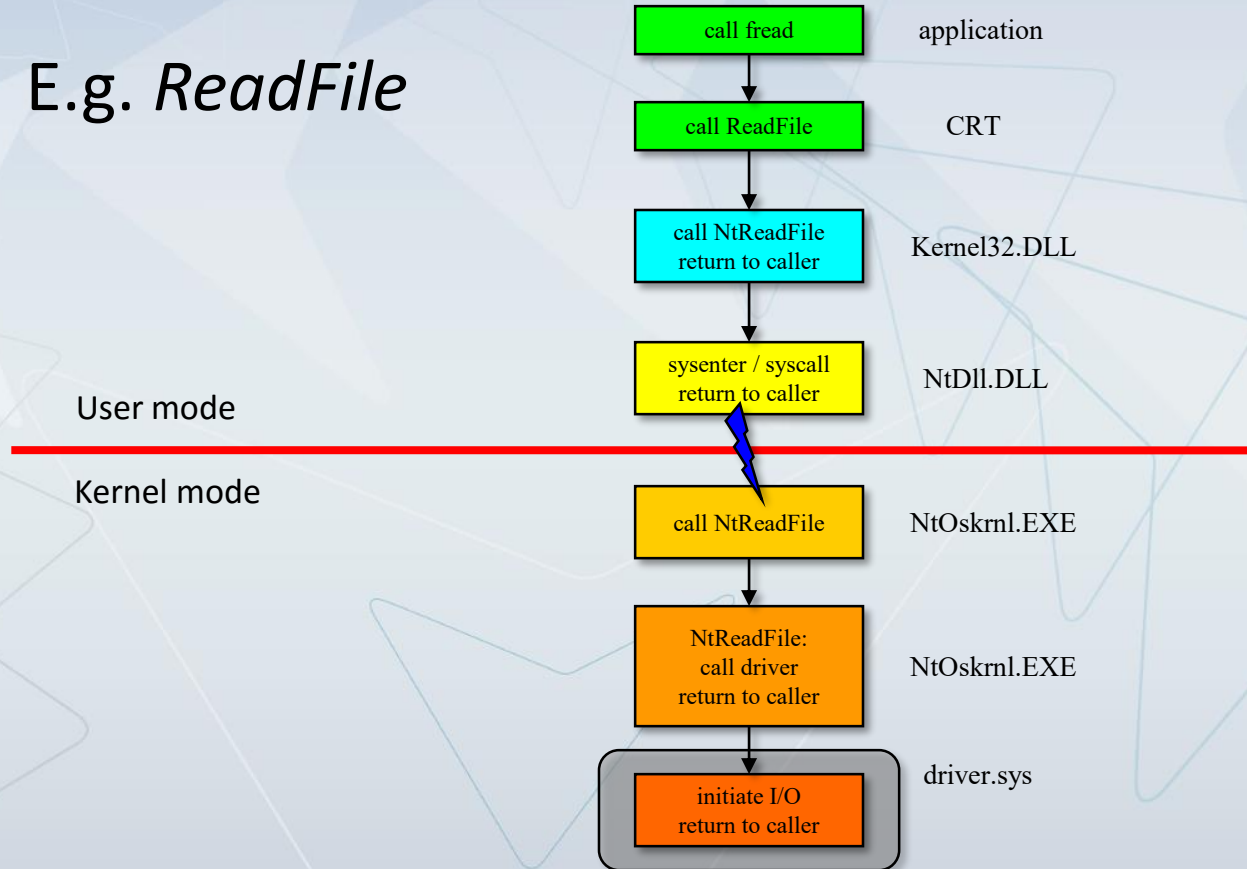 E.g. ReadFile
call fread
application
call ReadFile
CRT
call NtReadFile
return to caller
Kernel32.DLL
sysenter / syscall
return to caller
NtDll.DLL
User mode
Kernel mode
call NtReadFile
NtOskrnl.EXE
NtReadFile:
call driver
return to caller
NtOskrnl.EXE
driver.sys
initiate I/O
return to caller